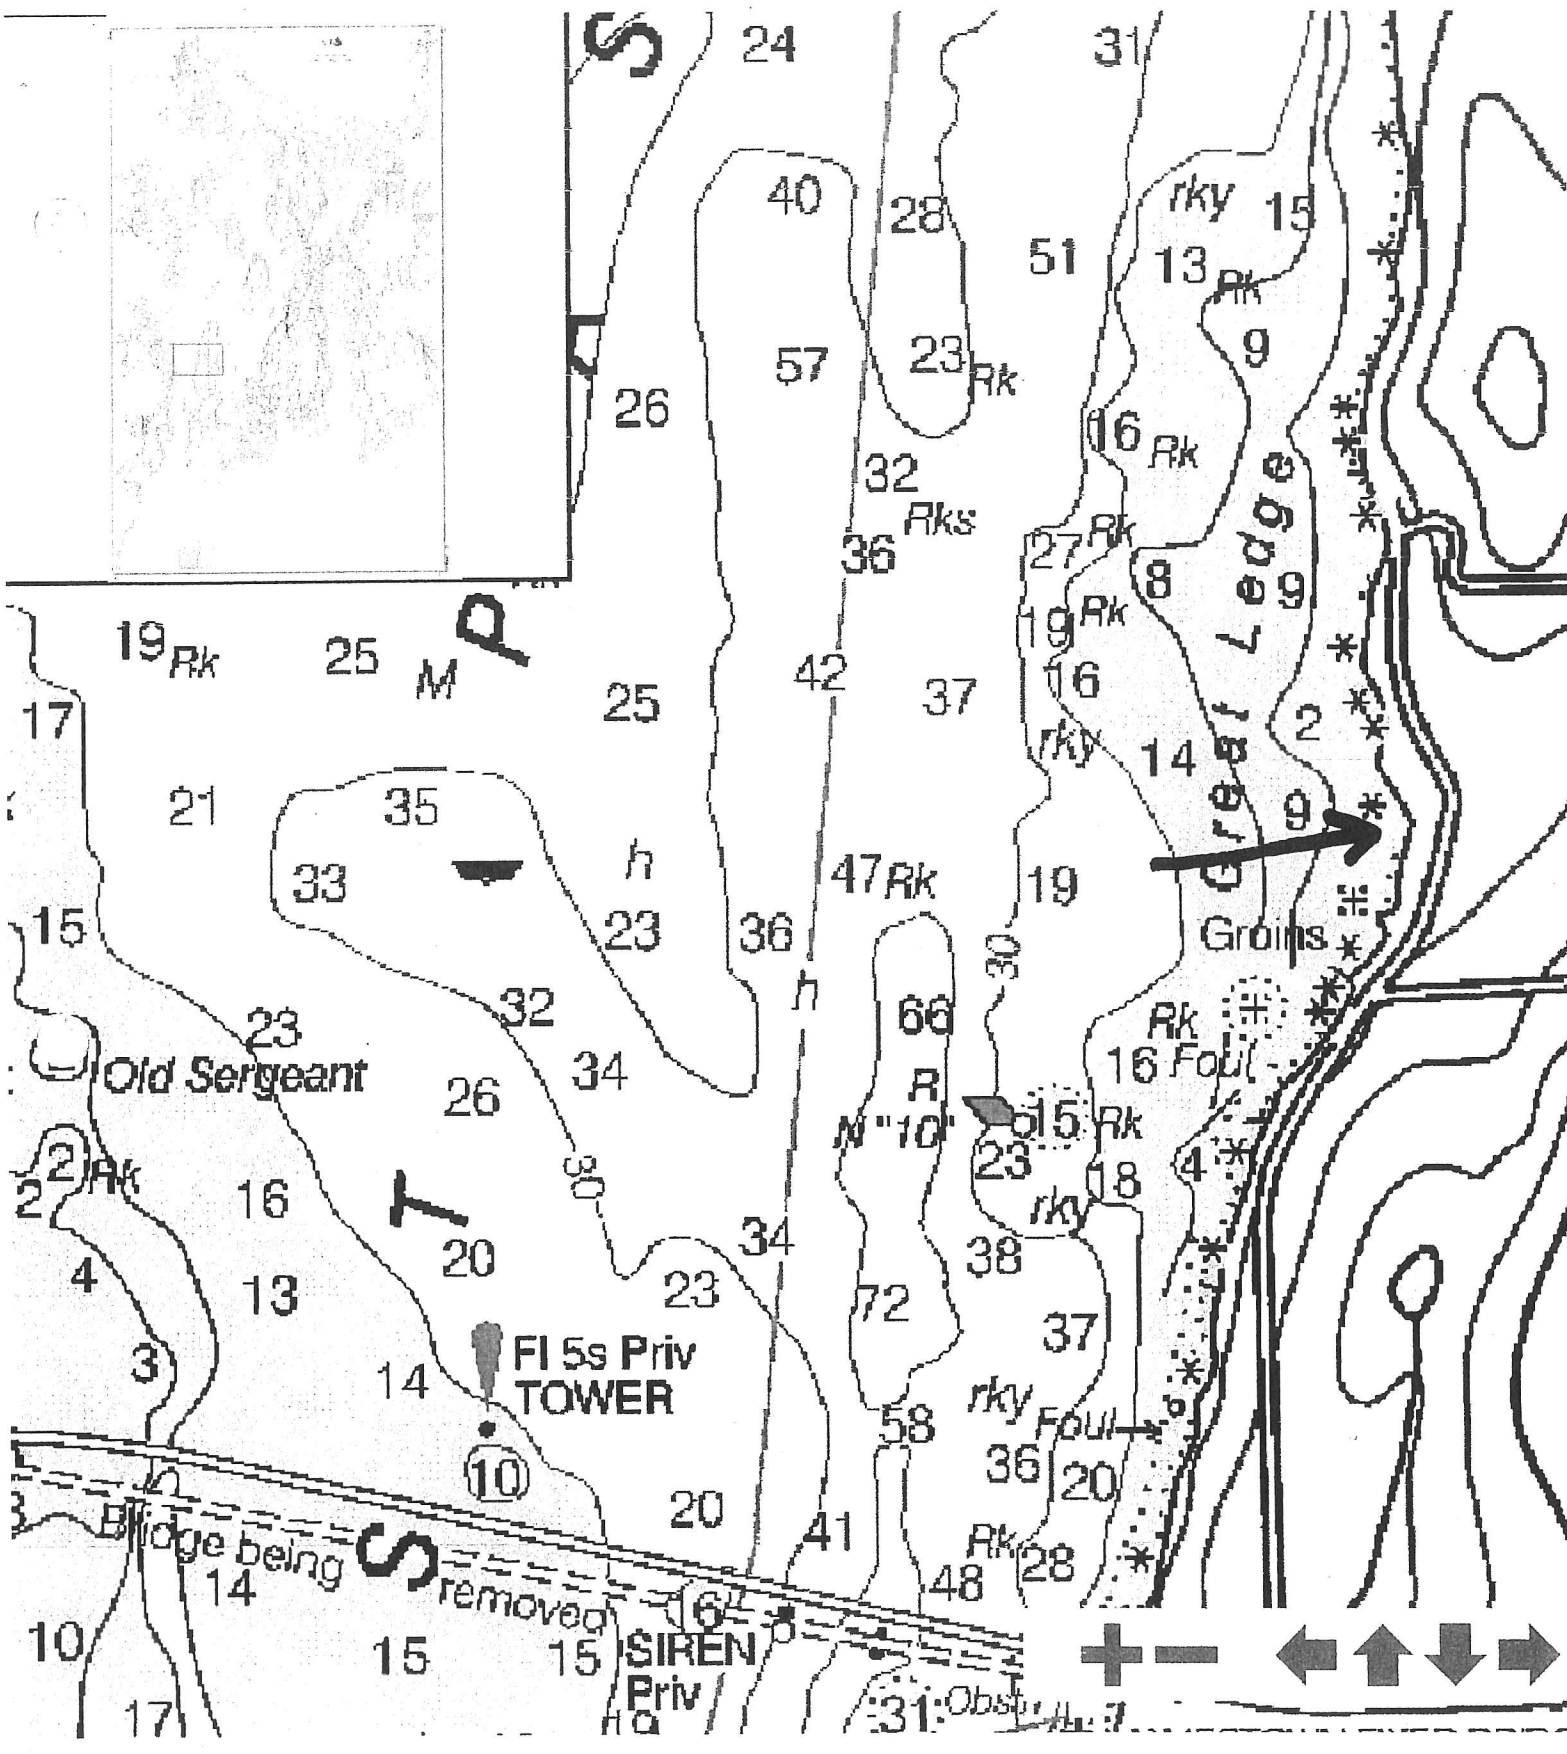 S
24
31
40
28
rky
15
51
13 Rk
9
57
23 Rk
26
16 Rk
32
Rks
36
27 Rk
8
9
Great Ledge
19 Rk
25
M
P
25
42
37
19 Rk
16
17
rky
14
2
21
35
9
33
h
47 Rk
19
15
23
36
30
Groins
h
32
66
Rk
23
34
16 Foul
Old Sergeant
26
R
N "10"
15 Rk
23
2 Rk
2
16
30
18
4
T
rky
34
38
20
4
13
23
72
37
3
Fl 5s Priv
TOWER
14
rky
58
Foul
36
20
10
20
41
Rk
28
48
Bridge being
S
removed
14
16
10
15
15
SIREN
Priv
17
31
Obstn